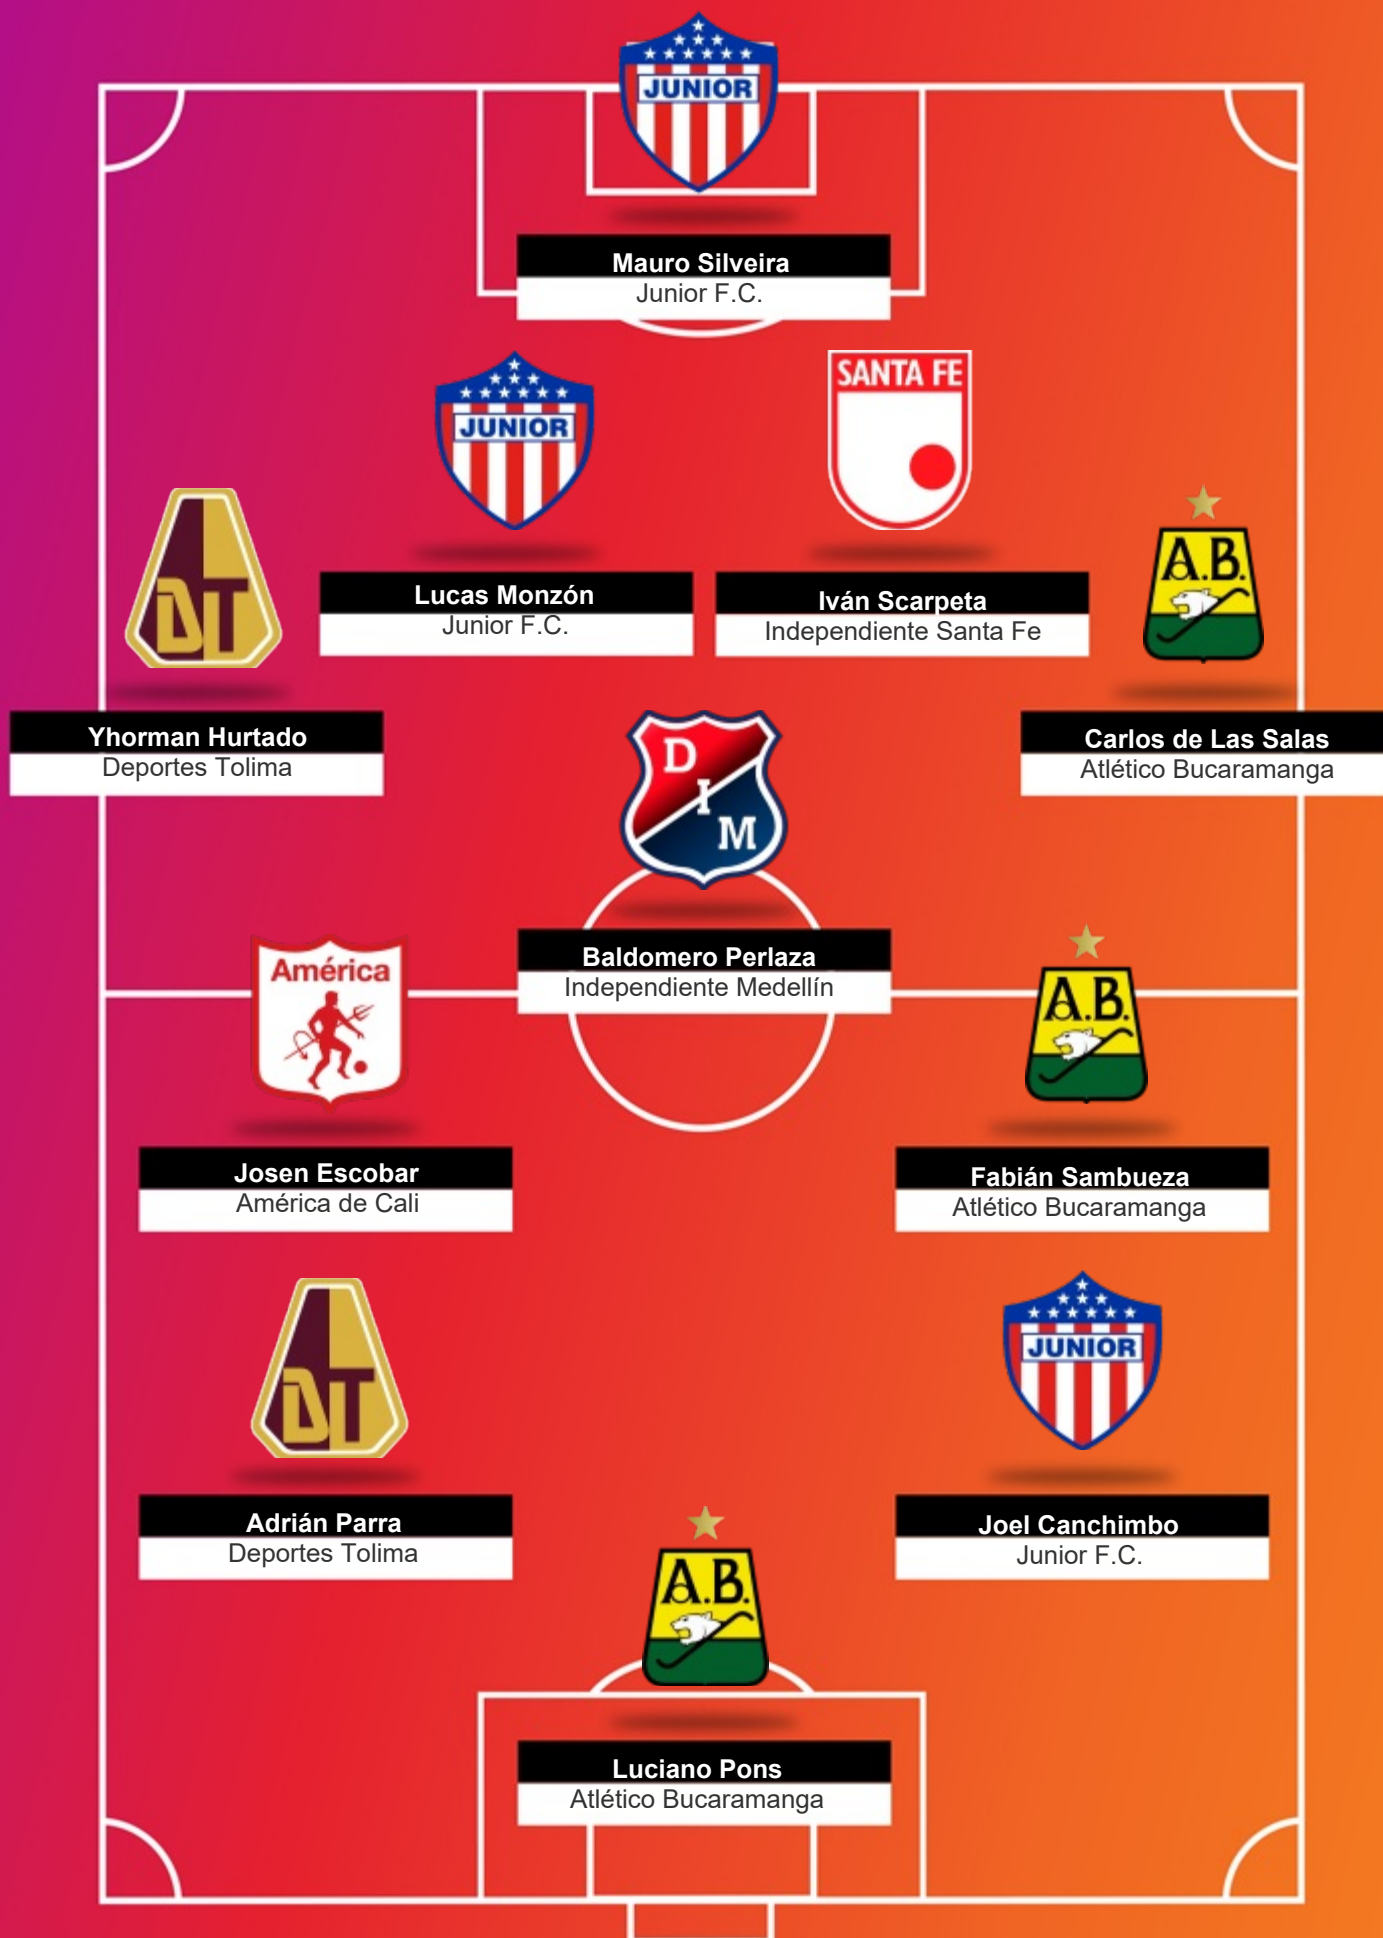 JUNIOR
Mauro Silveira
Junior F.C.
JUNIOR
SANTA FE
Lucas Monzón
Junior F.C.
Iván Scarpeta
Independiente Santa Fe
DT
A.B.
Yhorman Hurtado
Deportes Tolima
Carlos de Las Salas
Atlético Bucaramanga
D
I
M
Baldomero Perlaza
Independiente Medellín
América
A.B.
Josen Escobar
América de Cali
Fabián Sambueza
Atlético Bucaramanga
DT
JUNIOR
Adrián Parra
Deportes Tolima
Joel Canchimbo
Junior F.C.
A.B.
Luciano Pons
Atlético Bucaramanga